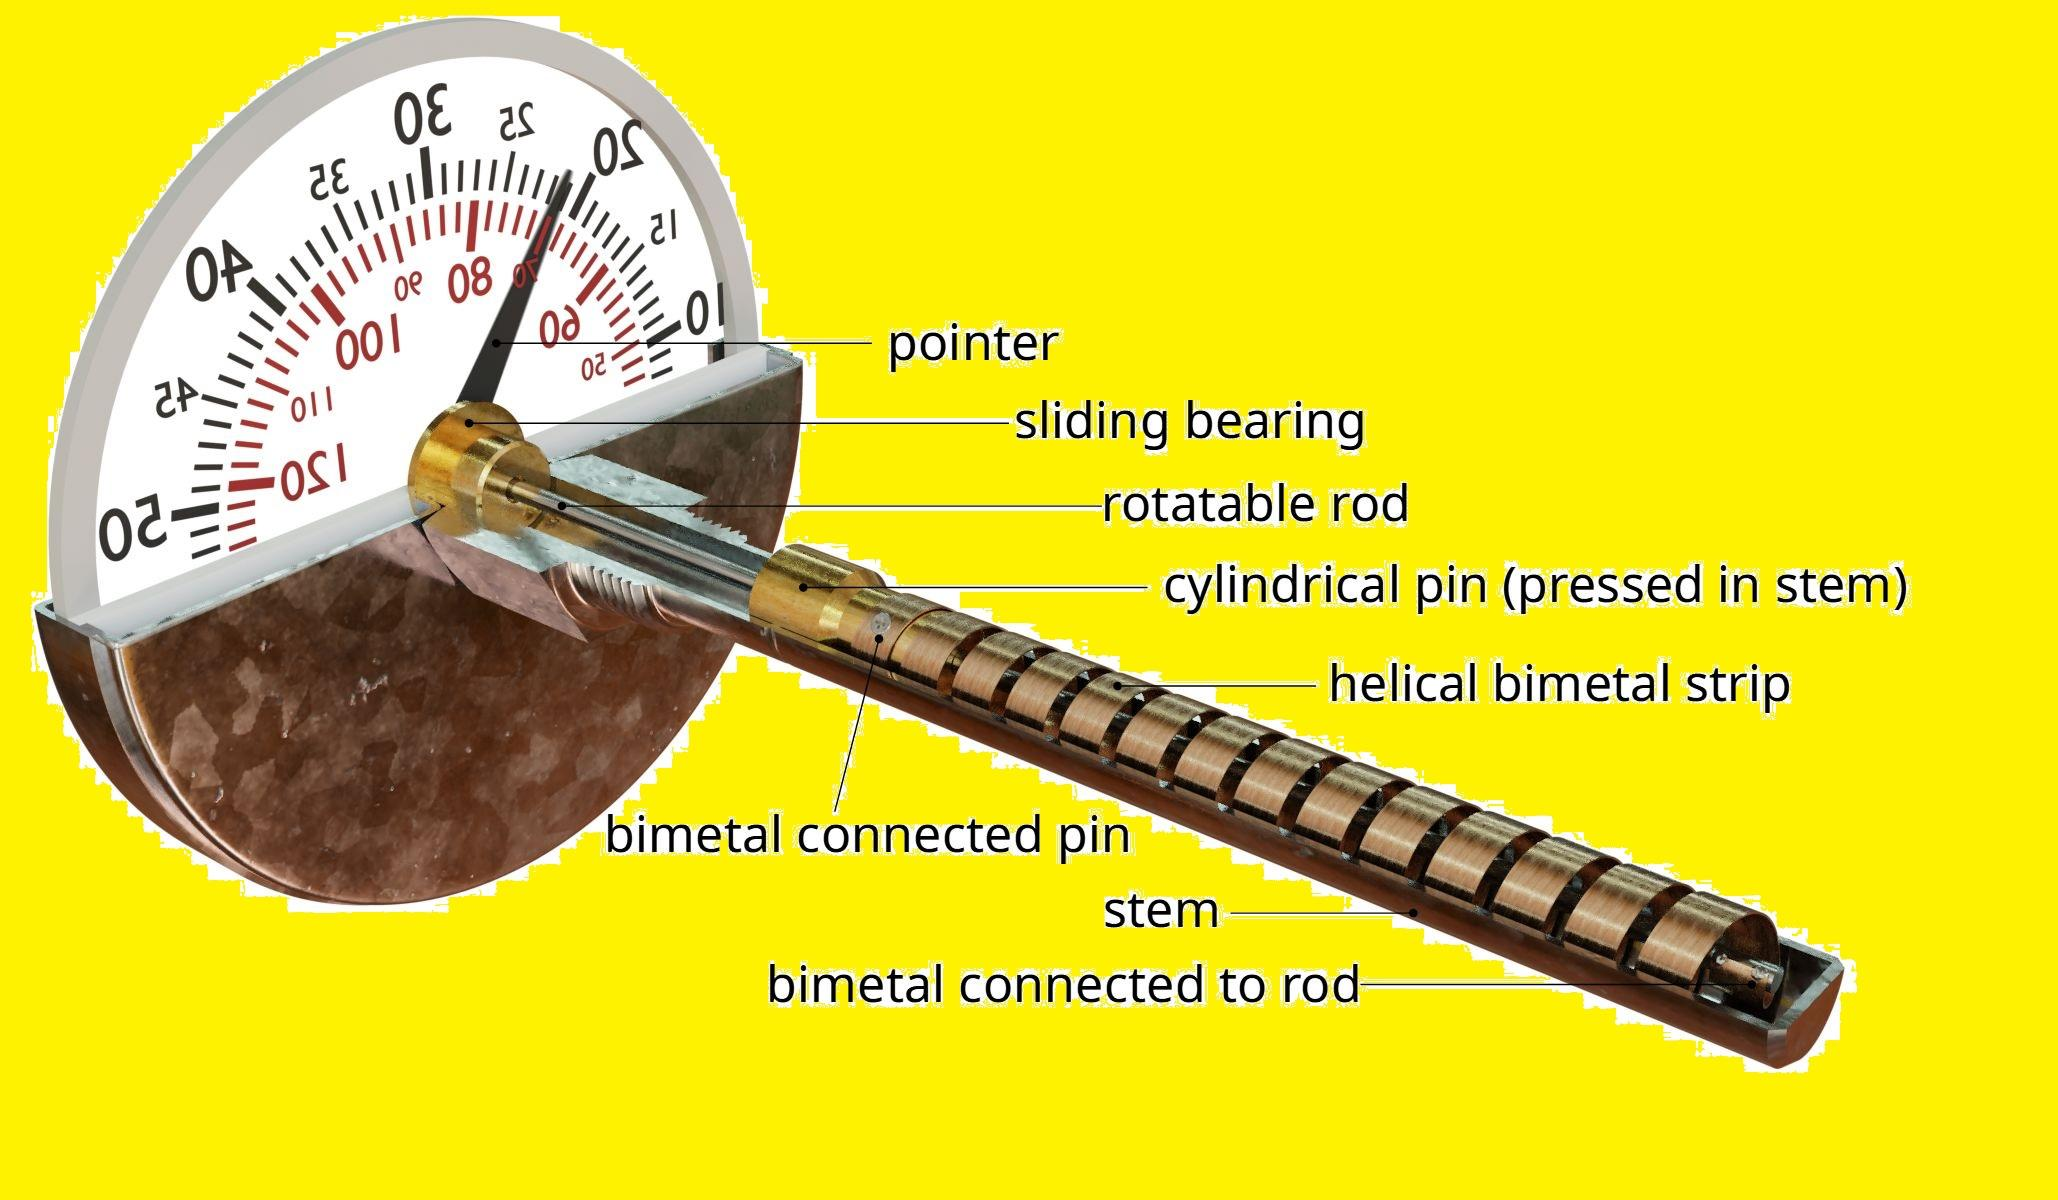 30
25
20
35
15
40
10
90
80
70
100
60
50
110
45
120
50
pointer
sliding bearing
rotatable rod
cylindrical pin (pressed in stem)
helical bimetal strip
bimetal connected pin
stem
bimetal connected to rod